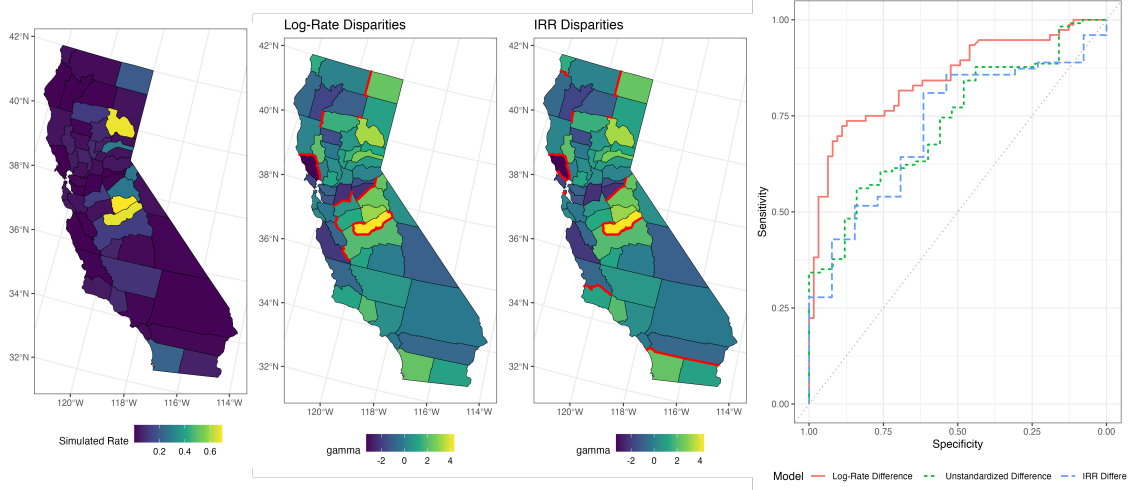 42°N
40°N
38°N
36°N
34°N
32°N
120°W
118°W
116°W
114°W
Simulated Rate
0.2
0.4
0.6
Log-Rate Disparities
42°N
40°N
38°N
36°N
34°N
32°N
120°W
118°W
116°W
114°W
gamma
-2
0
2
4
IRR Disparities
42°N
40°N
38°N
36°N
34°N
32°N
120°W
118°W
116°W
114°W
gamma
-2
0
2
4
Sensitivity
1.00
0.75
0.50
0.25
0.00
1.00
0.75
0.50
0.25
0.00
Specificity
Model
Log-Rate Difference
Unstandardized Difference
IRR Differe